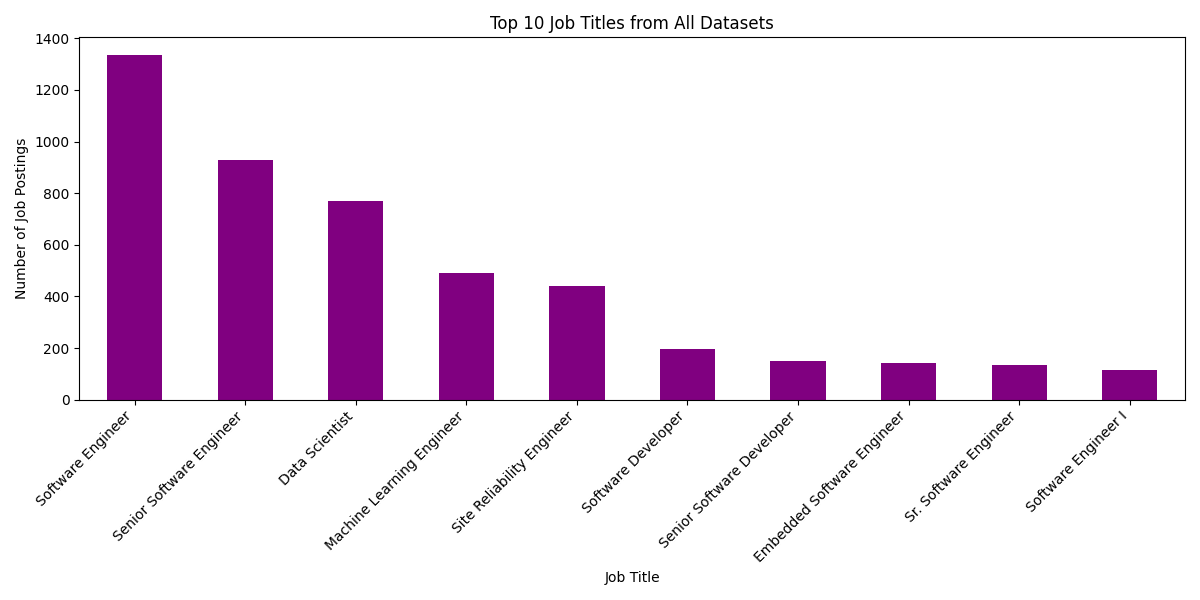 Top 10 Job Titles from All Datasets
Number of Job Postings
1400
1200
1000
800
600
400
200
0
Software Engineer
Senior Software Engineer
Data Scientist
Machine Learning Engineer
Site Reliability Engineer
Software Developer
Senior Software Developer
Embedded Software Engineer
Sr. Software Engineer
Software Engineer I
Job Title